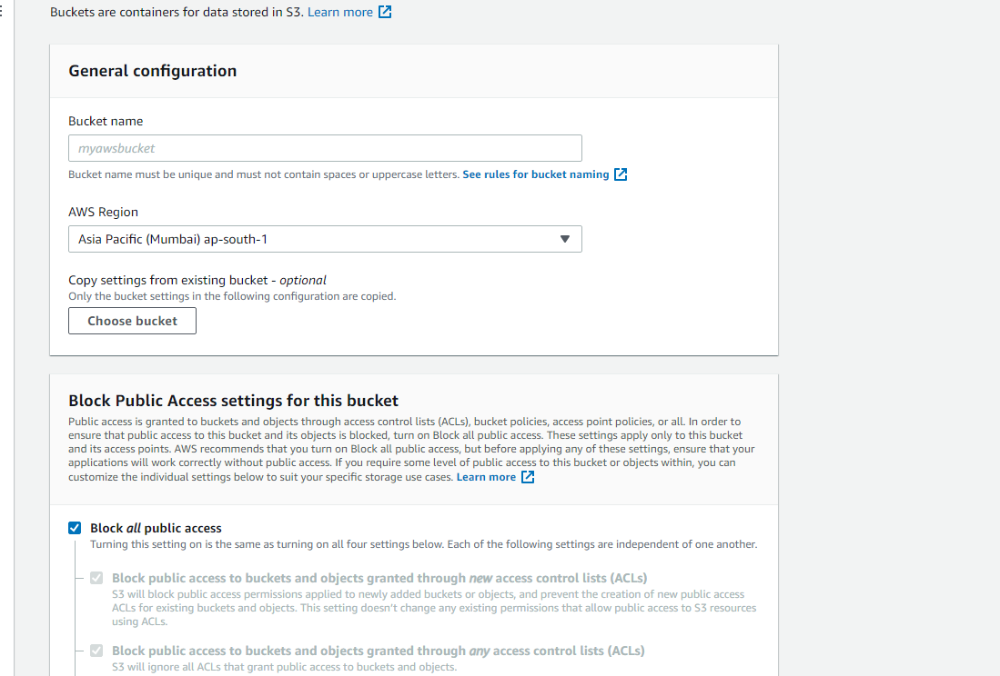 Buckets are containers for data stored in S3. Learn more
General configuration
Bucket name
myawsbucket
Bucket name must be unique and must not contain spaces or uppercase letters. See rules for bucket naming
AWS Region
Asia Pacific (Mumbai) ap-south-1
Copy settings from existing bucket - optional
Only the bucket settings in the following configuration are copied.
Choose bucket
Block Public Access settings for this bucket
Public access is granted to buckets and objects through access control lists (ACLs), bucket policies, access point policies, or all. In order to
ensure that public access to this bucket and its objects is blocked, turn on Block all public access. These settings apply only to this bucket
and its access points. AWS recommends that you turn on Block all public access, but before applying any of these settings, ensure that your
applications will work correctly without public access. If you require some level of public access to this bucket or objects within, you can
customize the individual settings below to suit your specific storage use cases. Learn more
Block all public access
Turning this setting on is the same as turning on all four settings below. Each of the following settings are independent of one another.
Block public access to buckets and objects granted through new access control lists (ACLs)
S3 will block public access permissions applied to newly added buckets or objects, and prevent the creation of new public access
ACLs for existing buckets and objects. This setting doesn't change any existing permissions that allow public access to S3 resources
using ACLs.
Block public access to buckets and objects granted through any access control lists (ACLs)
S3 will ignore all ACLs that grant public access to buckets and objects.